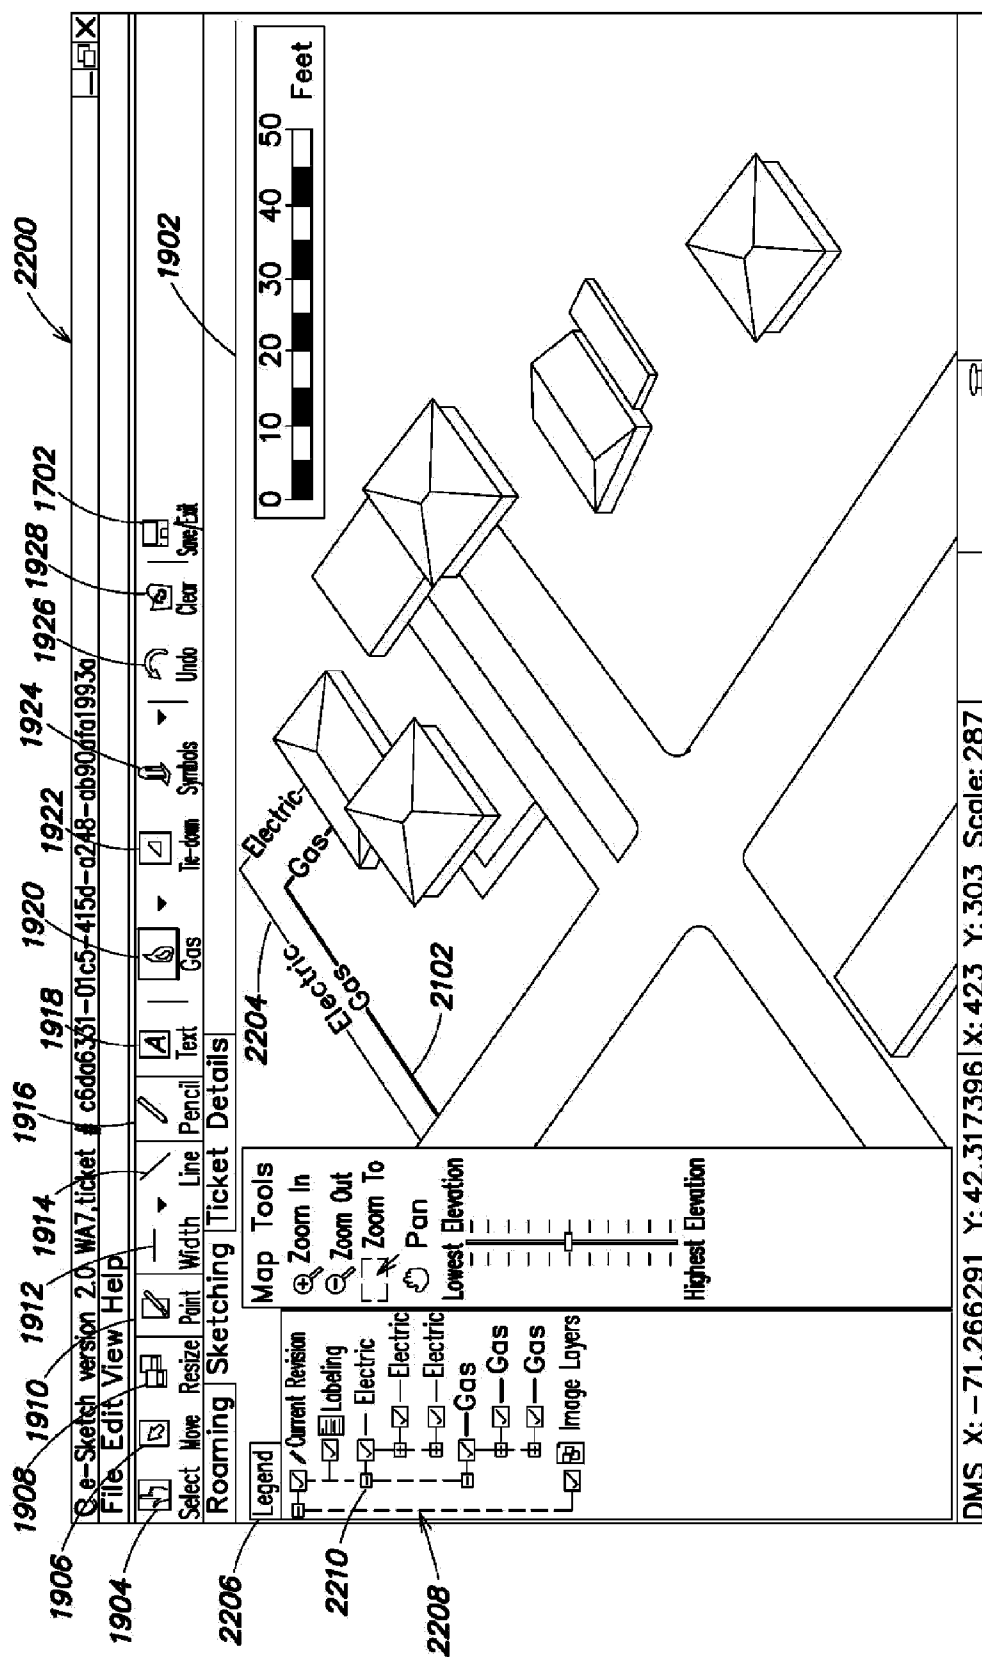 2200
1916 1918 1920 1922 1924 1926 1928 1702
1908 1910 1912 1914
1906
1904
e-Sketch version 2.0 WA7.ticket # c6da6331-01c5-415d-a248-ab90afa1993a
File Edit View Help
Select Move Resize Paint Width Line Pencil Text Gas Tie-down Symbols Undo Clear Save/Exit
Roaming Sketching Ticket Details
1902
2206
Legend
Current Revision
Labeling
Electric
Electric
Electric
Gas
Gas
Gas
Image Layers
2210
2208
Map Tools
Zoom In
Zoom Out
Zoom To
Pan
Lowest Elevation
Highest Elevation
2204
Electric
Electric
Gas
Gas
2102
0 10 20 30 40 50
Feet
DMS X: -71.266291 Y: 42.317396 X: 423 Y: 303 Scale: 287